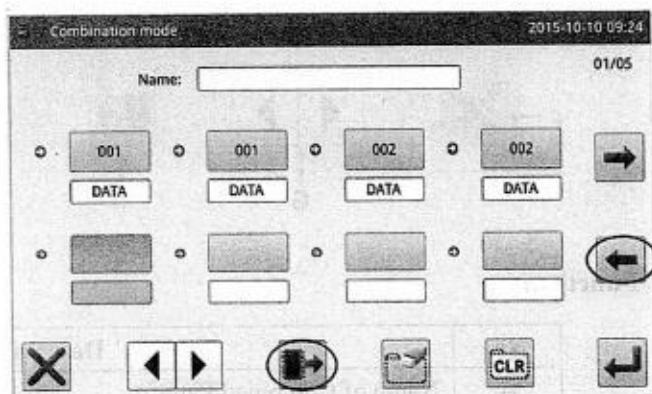 Combination mode 2015-10-10 09:24
Name: 01/05
001 001 002 002
DATA DATA DATA DATA
CLR